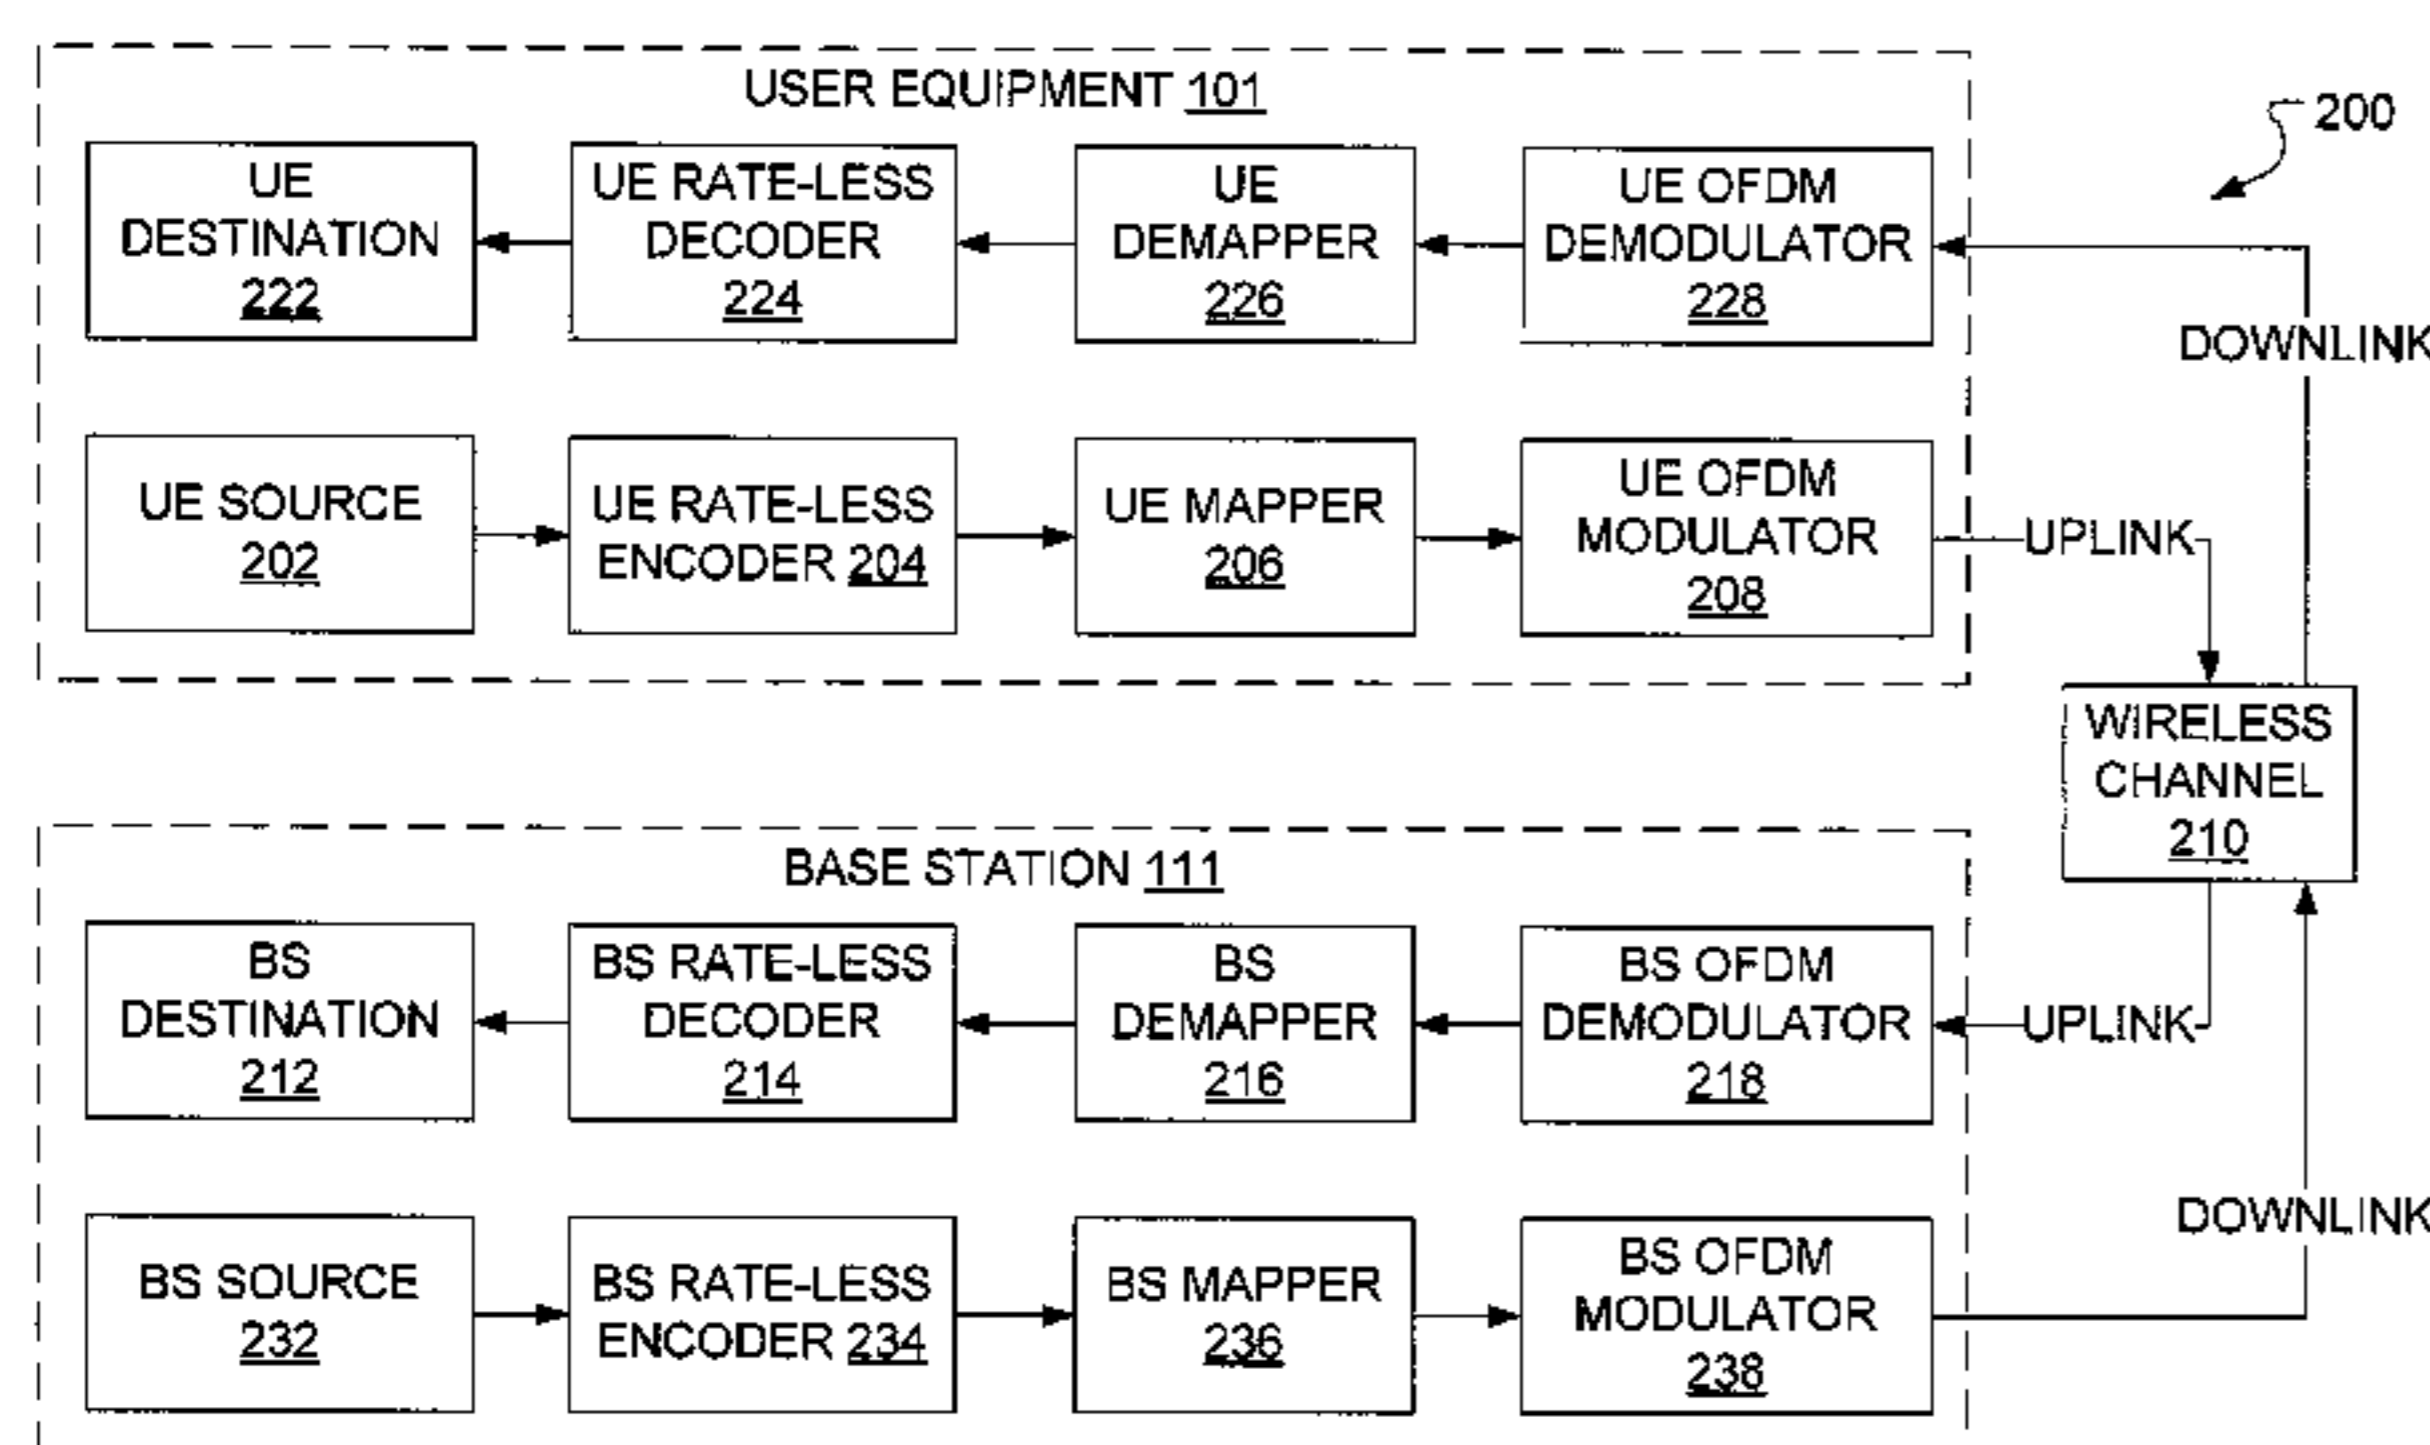 USER EQUIPMENT 101
200
UE
DESTINATION
222
UE RATE-LESS
DECODER
224
UE
DEMAPPER
226
UE OFDM
DEMODULATOR
228
DOWNLINK
UE SOURCE
202
UE RATE-LESS
ENCODER 204
UE MAPPER
206
UE OFDM
MODULATOR
208
UPLINK
WIRELESS
CHANNEL
210
BASE STATION 111
BS
DESTINATION
212
BS RATE-LESS
DECODER
214
BS
DEMAPPER
216
BS OFDM
DEMODULATOR
218
UPLINK
DOWNLINK
BS SOURCE
232
BS RATE-LESS
ENCODER 234
BS MAPPER
236
BS OFDM
MODULATOR
238